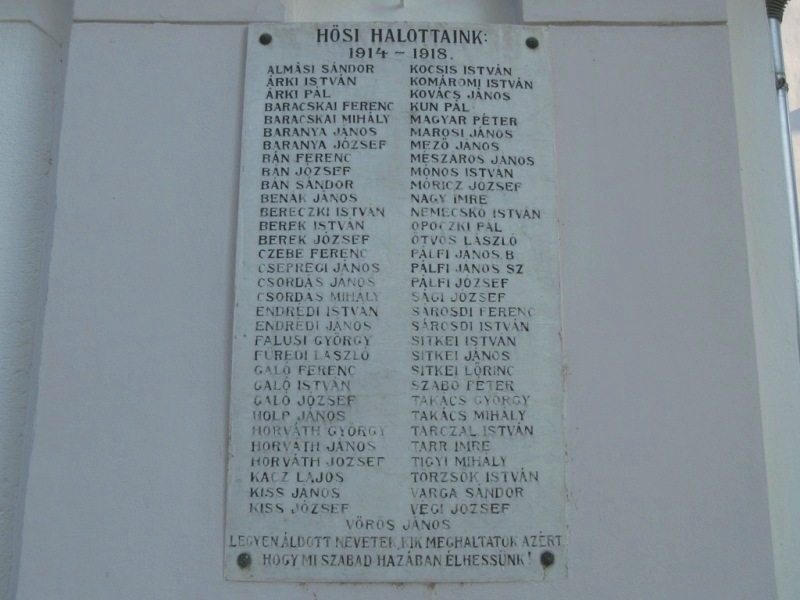 HŐSI HALOTTAINK:
1914 – 1918.
ALMÁSI SÁNDOR
ÁRKI ISTVÁN
ÁRKI PÁL
BARACSKAI FERENC
BARACSKAI MIHÁLY
BARANYA JÁNOS
BARANYA JÓZSEF
BÁN FERENC
BÁN JÓZSEF
BÁN SÁNDOR
BENAK JÁNOS
BERECZKI ISTVÁN
BEREK ISTVÁN
BEREK JÓZSEF
CZEBE FERENC
CSEPREGI JÁNOS
CSORDÁS JÁNOS
CSORDÁS MIHÁLY
ENDRÉDI ISTVÁN
ENDRÉDI JÁNOS
FALUSI GYÖRGY
FÜREDI LÁSZLÓ
GALÓ FERENC
GALÓ ISTVÁN
GALÓ JÓZSEF
HOLP JÁNOS
HORVÁTH GYÖRGY
HORVÁTH JÁNOS
HORVÁTH JÓZSEF
KACZ LAJOS
KISS JÁNOS
KISS JÓZSEF
KOCSIS ISTVÁN
KOMÁROMI ISTVÁN
KOVÁCS JÁNOS
KUN PÁL
MAGYAR PÉTER
MAROSI JÁNOS
MEZŐ JÁNOS
MÉSZÁROS JÁNOS
MÓNOS ISTVÁN
MÓRICZ JÓZSEF
NAGY IMRE
NEMECSKÓ ISTVÁN
OPOCZKI PÁL
ÖTVÖS LÁSZLÓ
PÁLFI JÁNOS B
PÁLFI JÁNOS SZ
PÁLFI JÓZSEF
SÁGI JÓZSEF
SÁROSDI FERENC
SÁROSDI ISTVÁN
SITKEI ISTVÁN
SITKEI JÁNOS
SITKEI LŐRINC
SZABÓ PÉTER
TAKÁCS GYÖRGY
TAKÁCS MIHÁLY
TARCZAL ISTVÁN
TARR IMRE
TIGYI MIHÁLY
TÖRZSÖK ISTVÁN
VARGA SÁNDOR
VÉGI JÓZSEF
VÖRÖS JÁNOS
LEGYEN ÁLDOTT NEVETEK, KIK MEGHALTATOK AZÉRT
HOGY MI SZABAD HAZÁBAN ÉLHESSÜNK!